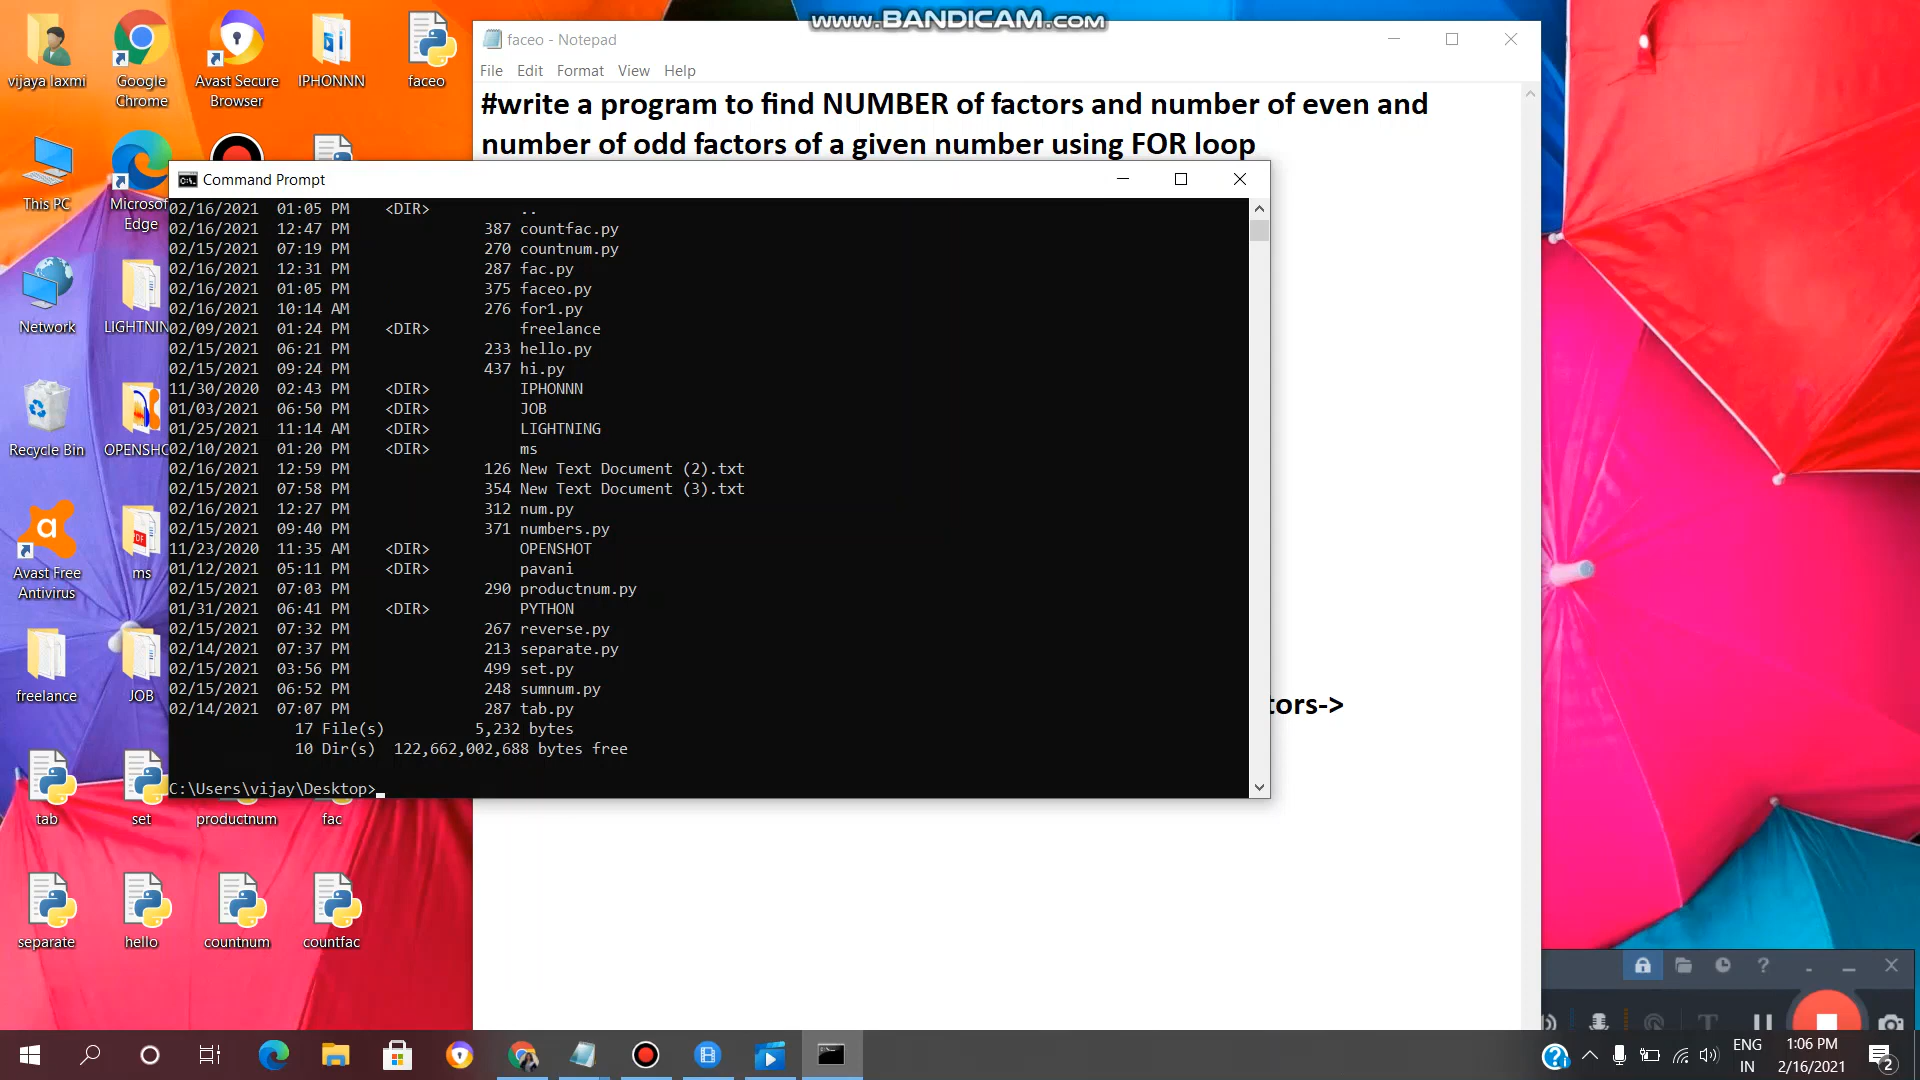 www.BANDICAM.com
vijaya laxmi
Google Chrome
Avast Secure Browser
IPHONNN
faceo
This PC
Microsof
Edge
Network
LIGHTNIN
Recycle Bin
OPENSHO
Avast Free Antivirus
ms
freelance
JOB
tab
set
productnum
fac
separate
hello
countnum
countfac
faceo - Notepad
File Edit Format View Help
#write a program to find NUMBER of factors and number of even and
number of odd factors of a given number using FOR loop
tors->
Command Prompt
02/16/2021 01:05 PM <DIR> ..
02/16/2021 12:47 PM 387 countfac.py
02/15/2021 07:19 PM 270 countnum.py
02/16/2021 12:31 PM 287 fac.py
02/16/2021 01:05 PM 375 faceo.py
02/16/2021 10:14 AM 276 for1.py
02/09/2021 01:24 PM <DIR> freelance
02/15/2021 06:21 PM 233 hello.py
02/15/2021 09:24 PM 437 hi.py
11/30/2020 02:43 PM <DIR> IPHONNN
01/03/2021 06:50 PM <DIR> JOB
01/25/2021 11:14 AM <DIR> LIGHTNING
02/10/2021 01:20 PM <DIR> ms
02/16/2021 12:59 PM 126 New Text Document (2).txt
02/15/2021 07:58 PM 354 New Text Document (3).txt
02/16/2021 12:27 PM 312 num.py
02/15/2021 09:40 PM 371 numbers.py
11/23/2020 11:35 AM <DIR> OPENSHOT
01/12/2021 05:11 PM <DIR> pavani
02/15/2021 07:03 PM 290 productnum.py
01/31/2021 06:41 PM <DIR> PYTHON
02/15/2021 07:32 PM 267 reverse.py
02/14/2021 07:37 PM 213 separate.py
02/15/2021 03:56 PM 499 set.py
02/15/2021 06:52 PM 248 sumnum.py
02/14/2021 07:07 PM 287 tab.py
17 File(s) 5,232 bytes
10 Dir(s) 122,662,002,688 bytes free
C:\Users\vijay\Desktop>
ENG
IN
1:06 PM
2/16/2021
2